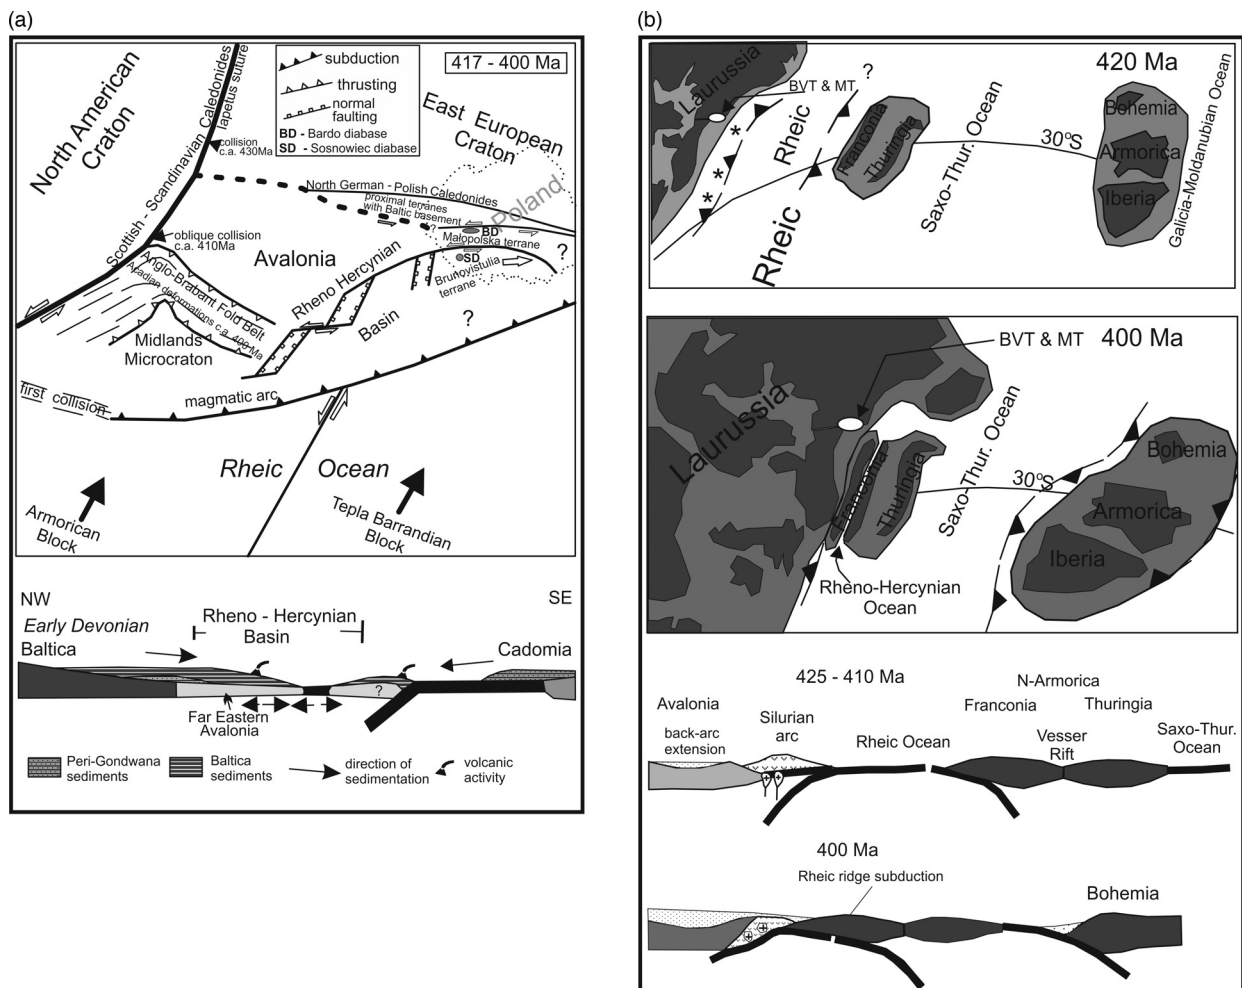 (a)
North American
Craton
Scottish - Scandinavian Caledonides
Iapetus suture
subduction
thrusting
normal
faulting
BD - Bardo diabase
SD - Sosnowiec diabase
417 - 400 Ma
East European
Craton
collision
c.a. 430Ma
North German - Polish Caledonides
proximal terranes
with Baltic basement
Poland
?
BD
Małopolska terrane
SD
Brunovistulia
terrane
?
oblique collision
c.a. 410Ma
Avalonia
Anglo-Brabant Fold Belt
Acadian deformations c.a. 400 Ma
Midlands
Microcraton
Rheno Hercynian
Basin
?
first collision
magmatic arc
Rheic Ocean
Armorican
Block
Tepla Barrandian
Block
NW
SE
Early Devonian
Rheno - Hercynian
Basin
Baltica
Cadomia
?
Far Eastern
Avalonia
Peri-Gondwana
sediments
Baltica
sediments
direction of
sedimentation
volcanic
activity
(b)
420 Ma
Laurussia
BVT & MT
?
* * *
Rheic
Rheic
Franconia
Thuringia
Saxo-Thur. Ocean
30°S
Bohemia
Armorica
Iberia
Galicia-Moldanubian Ocean
400 Ma
BVT & MT
Laurussia
Franconia
Thuringia
Saxo-Thur. Ocean
30°S
Bohemia
Armorica
Iberia
Rheno-Hercynian
Ocean
425 - 410 Ma
Avalonia
back-arc
extension
Silurian
arc
Rheic Ocean
N-Armorica
Franconia
Thuringia
Vesser
Rift
Saxo-Thur.
Ocean
400 Ma
Rheic ridge subduction
Bohemia